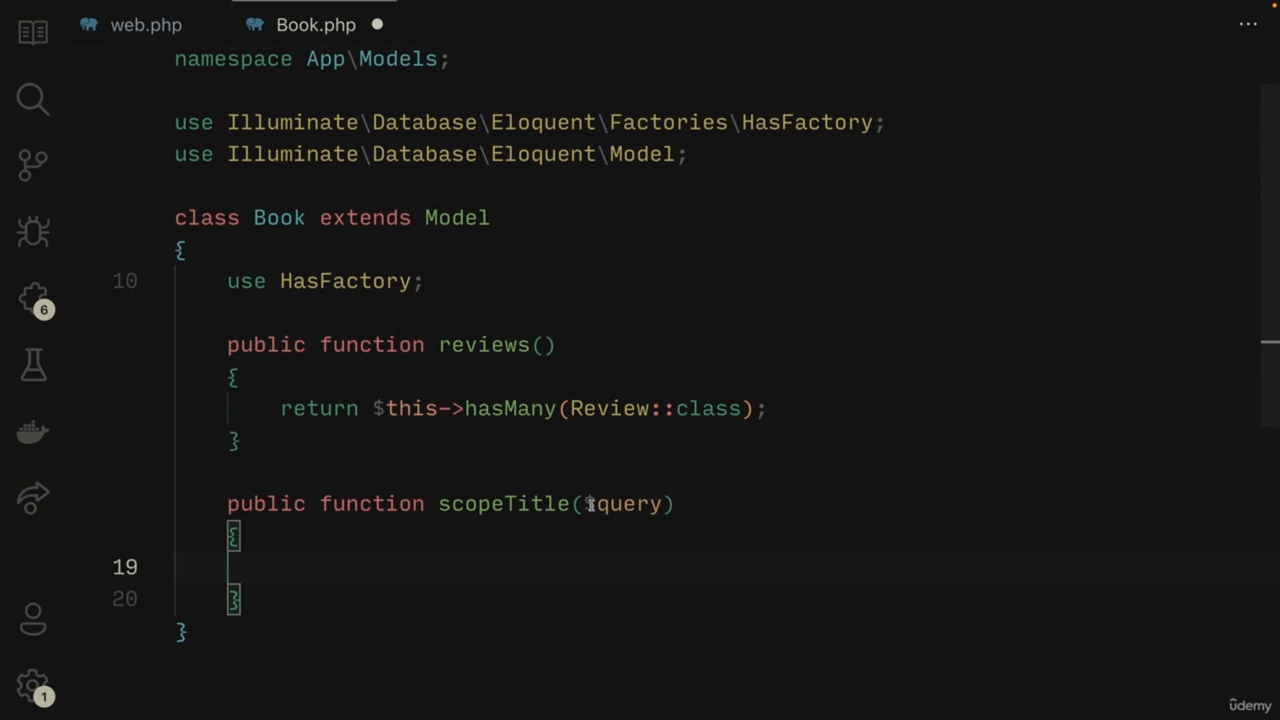 web.php
Book.php
...
namespace App\Models;
use Illuminate\Database\Eloquent\Factories\HasFactory;
use Illuminate\Database\Eloquent\Model;
class Book extends Model
{
10 use HasFactory;
public function reviews()
{
return $this->hasMany(Review::class);
}
public function scopeTitle($query)
{
19
20 }
}
6
1
ûdemy